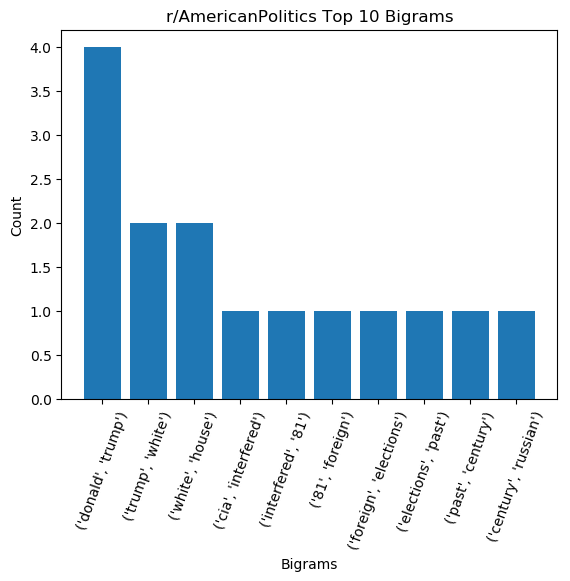 r/AmericanPolitics Top 10 Bigrams
4.0
3.5
3.0
2.5
2.0
1.5
1.0
0.5
0.0
Count
('donald', 'trump')
('trump', 'white')
('white', 'house')
('cia', 'interfered')
('interfered', '81')
('81', 'foreign')
('foreign', 'elections')
('elections', 'past')
('past', 'century')
('century', 'russian')
Bigrams